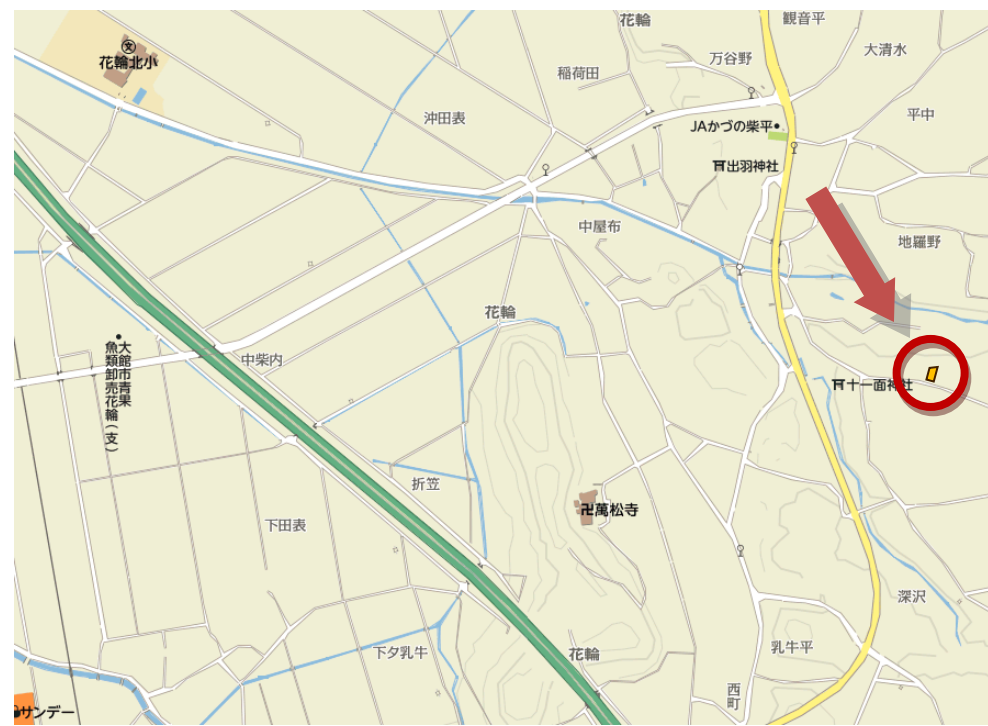 花輪
観音平
大清水
花輪北小
万谷野
稲荷田
沖田表
平中
JAかづの柴平
出羽神社
中屋布
地羅野
花輪
大館市青果
魚類卸売花輪(支)
中柴内
十一面神社
折笠
卍萬松寺
下田表
深沢
下夕乳牛
花輪
乳牛平
西町
サンデー